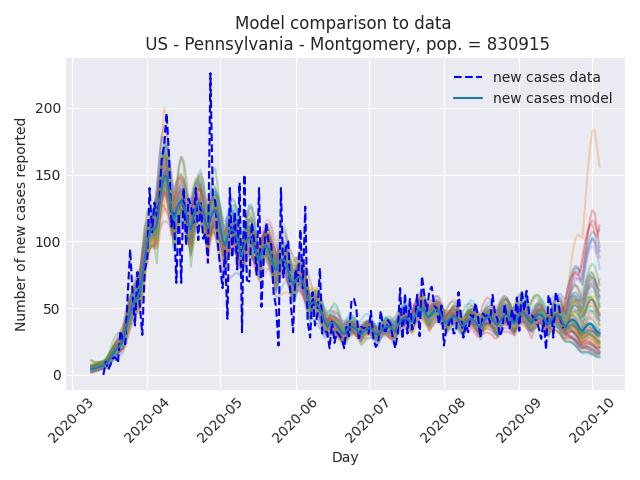 Model comparison to data
US - Pennsylvania - Montgomery, pop. = 830915
new cases data
new cases model
Number of new cases reported
200
150
100
50
0
2020-03
2020-04
2020-05
2020-06
2020-07
2020-08
2020-09
2020-10
Day